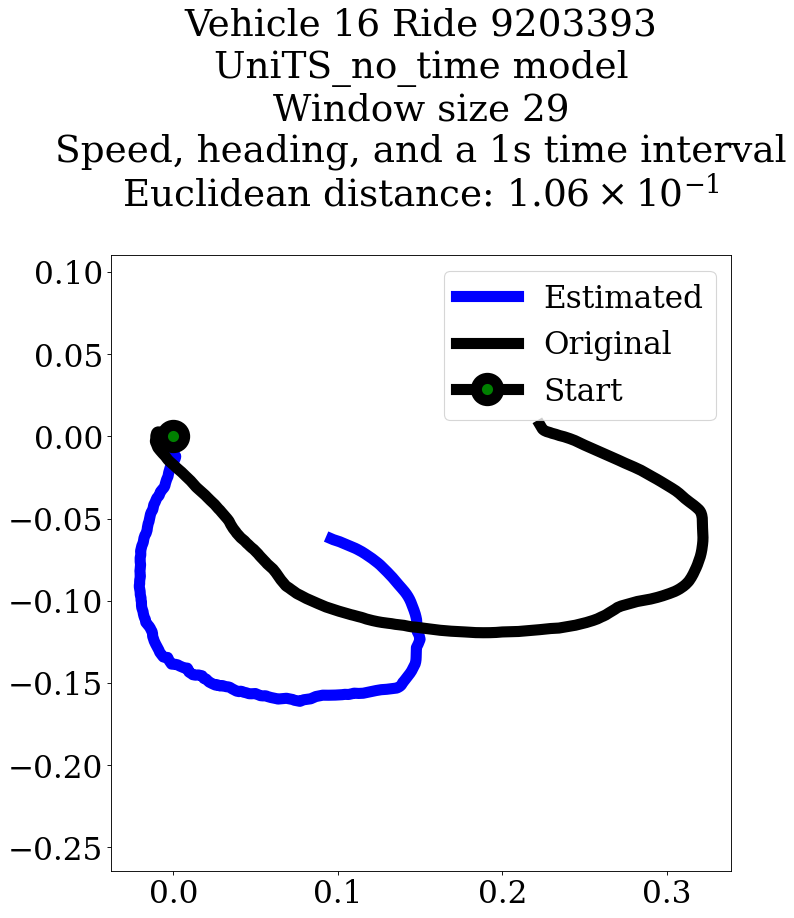 Vehicle 16 Ride 9203393
UniTS_no_time model
Window size 29
Speed, heading, and a 1s time interval
Euclidean distance: 1.06 × 10⁻¹
Estimated
Original
Start
0.10
0.05
0.00
−0.05
−0.10
−0.15
−0.20
−0.25
0.0 0.1 0.2 0.3